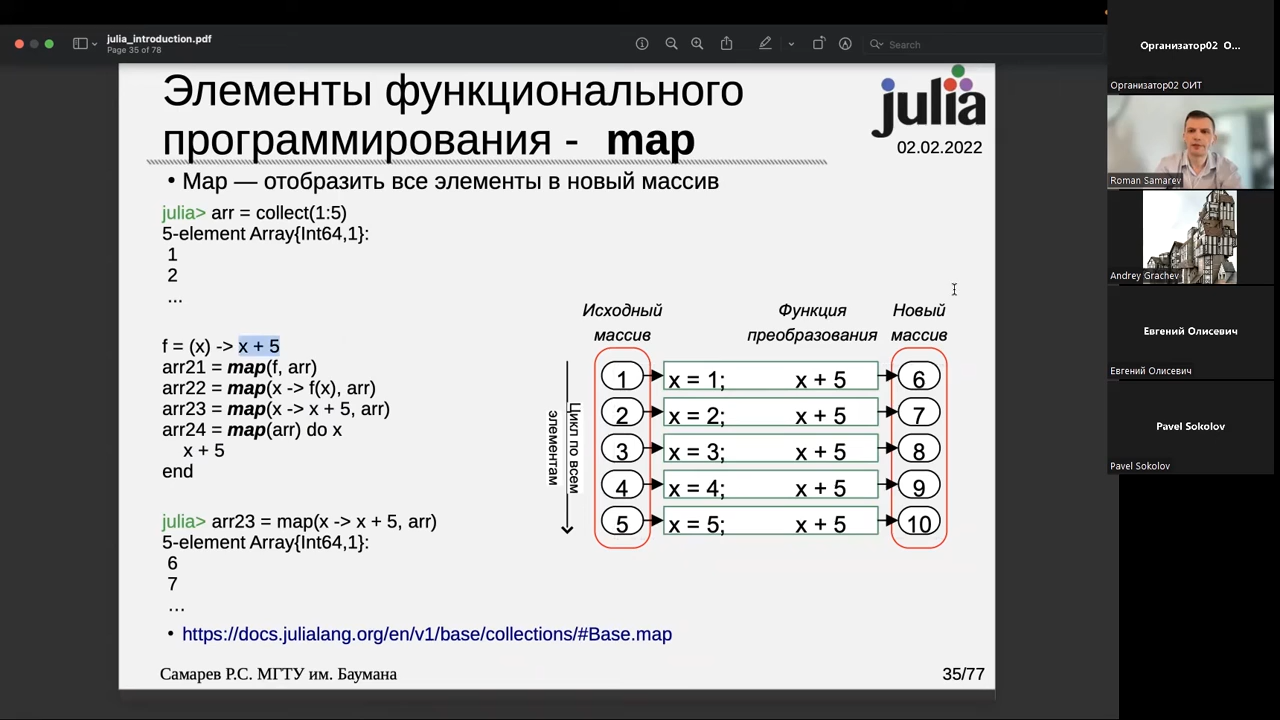 julia_introduction.pdf
Page 35 of 78
Search
Элементы функционального
программирования - map
julia
02.02.2022
• Map — отобразить все элементы в новый массив
julia> arr = collect(1:5)
5-element Array{Int64,1}:
1
2
...
f = (x) -> x + 5
arr21 = map(f, arr)
arr22 = map(x -> f(x), arr)
arr23 = map(x -> x + 5, arr)
arr24 = map(arr) do x
x + 5
end
julia> arr23 = map(x -> x + 5, arr)
5-element Array{Int64,1}:
6
7
...
Исходный
массив
Функция
преобразования
Новый
массив
Цикл по всем
элементам
1 x = 1; x + 5 6
2 x = 2; x + 5 7
3 x = 3; x + 5 8
4 x = 4; x + 5 9
5 x = 5; x + 5 10
• https://docs.julialang.org/en/v1/base/collections/#Base.map
Самарев Р.С. МГТУ им. Баумана
35/77
Организатор02 О...
Организатор02 ОИТ
Roman Samarev
Andrey Grachev
Евгений Олисевич
Евгений Олисевич
Pavel Sokolov
Pavel Sokolov